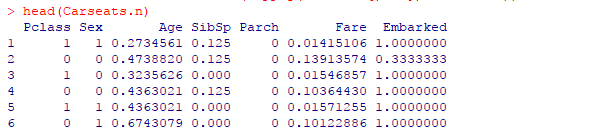 > head(Carseats.n)
Pclass Sex Age SibSp Parch Fare Embarked
1 1 1 0.2734561 0.125 0 0.01415106 1.0000000
2 0 0 0.4738820 0.125 0 0.13913574 0.3333333
3 1 0 0.3235626 0.000 0 0.01546857 1.0000000
4 0 0 0.4363021 0.125 0 0.10364430 1.0000000
5 1 1 0.4363021 0.000 0 0.01571255 1.0000000
6 0 1 0.6743079 0.000 0 0.10122886 1.0000000